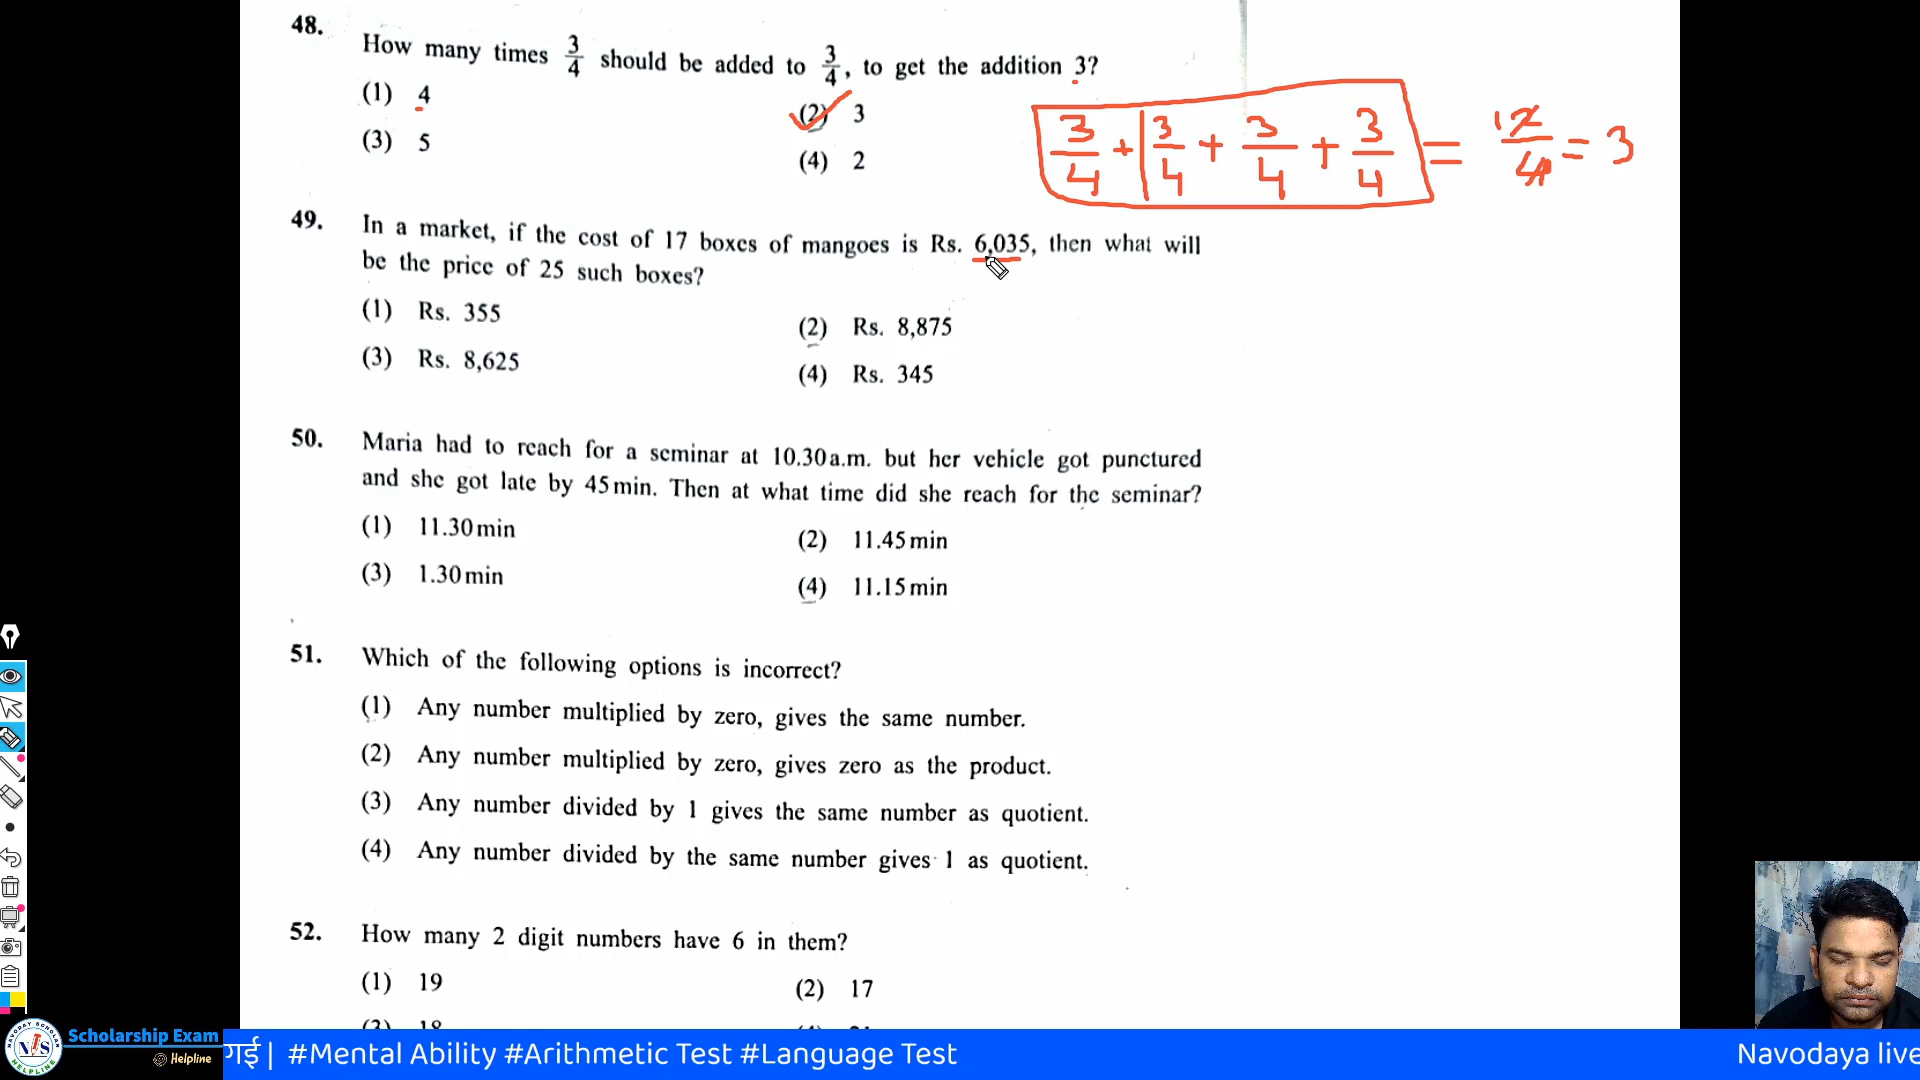 48. How many times 3/4 should be added to 3/4, to get the addition 3?
(1) 4
(2) 3
(3) 5
(4) 2
3/4 + 3/4 + 3/4 + 3/4 = 12/4 = 3
49. In a market, if the cost of 17 boxes of mangoes is Rs. 6,035, then what will
be the price of 25 such boxes?
(1) Rs. 355
(2) Rs. 8,875
(3) Rs. 8,625
(4) Rs. 345
50. Maria had to reach for a seminar at 10.30 a.m. but her vehicle got punctured
and she got late by 45 min. Then at what time did she reach for the seminar?
(1) 11.30 min
(2) 11.45 min
(3) 1.30 min
(4) 11.15 min
51. Which of the following options is incorrect?
(1) Any number multiplied by zero, gives the same number.
(2) Any number multiplied by zero, gives zero as the product.
(3) Any number divided by 1 gives the same number as quotient.
(4) Any number divided by the same number gives 1 as quotient.
52. How many 2 digit numbers have 6 in them?
(1) 19
(2) 17
(3) 18
Scholarship Exam
Helpline
गई | #Mental Ability #Arithmetic Test #Language Test
Navodaya live